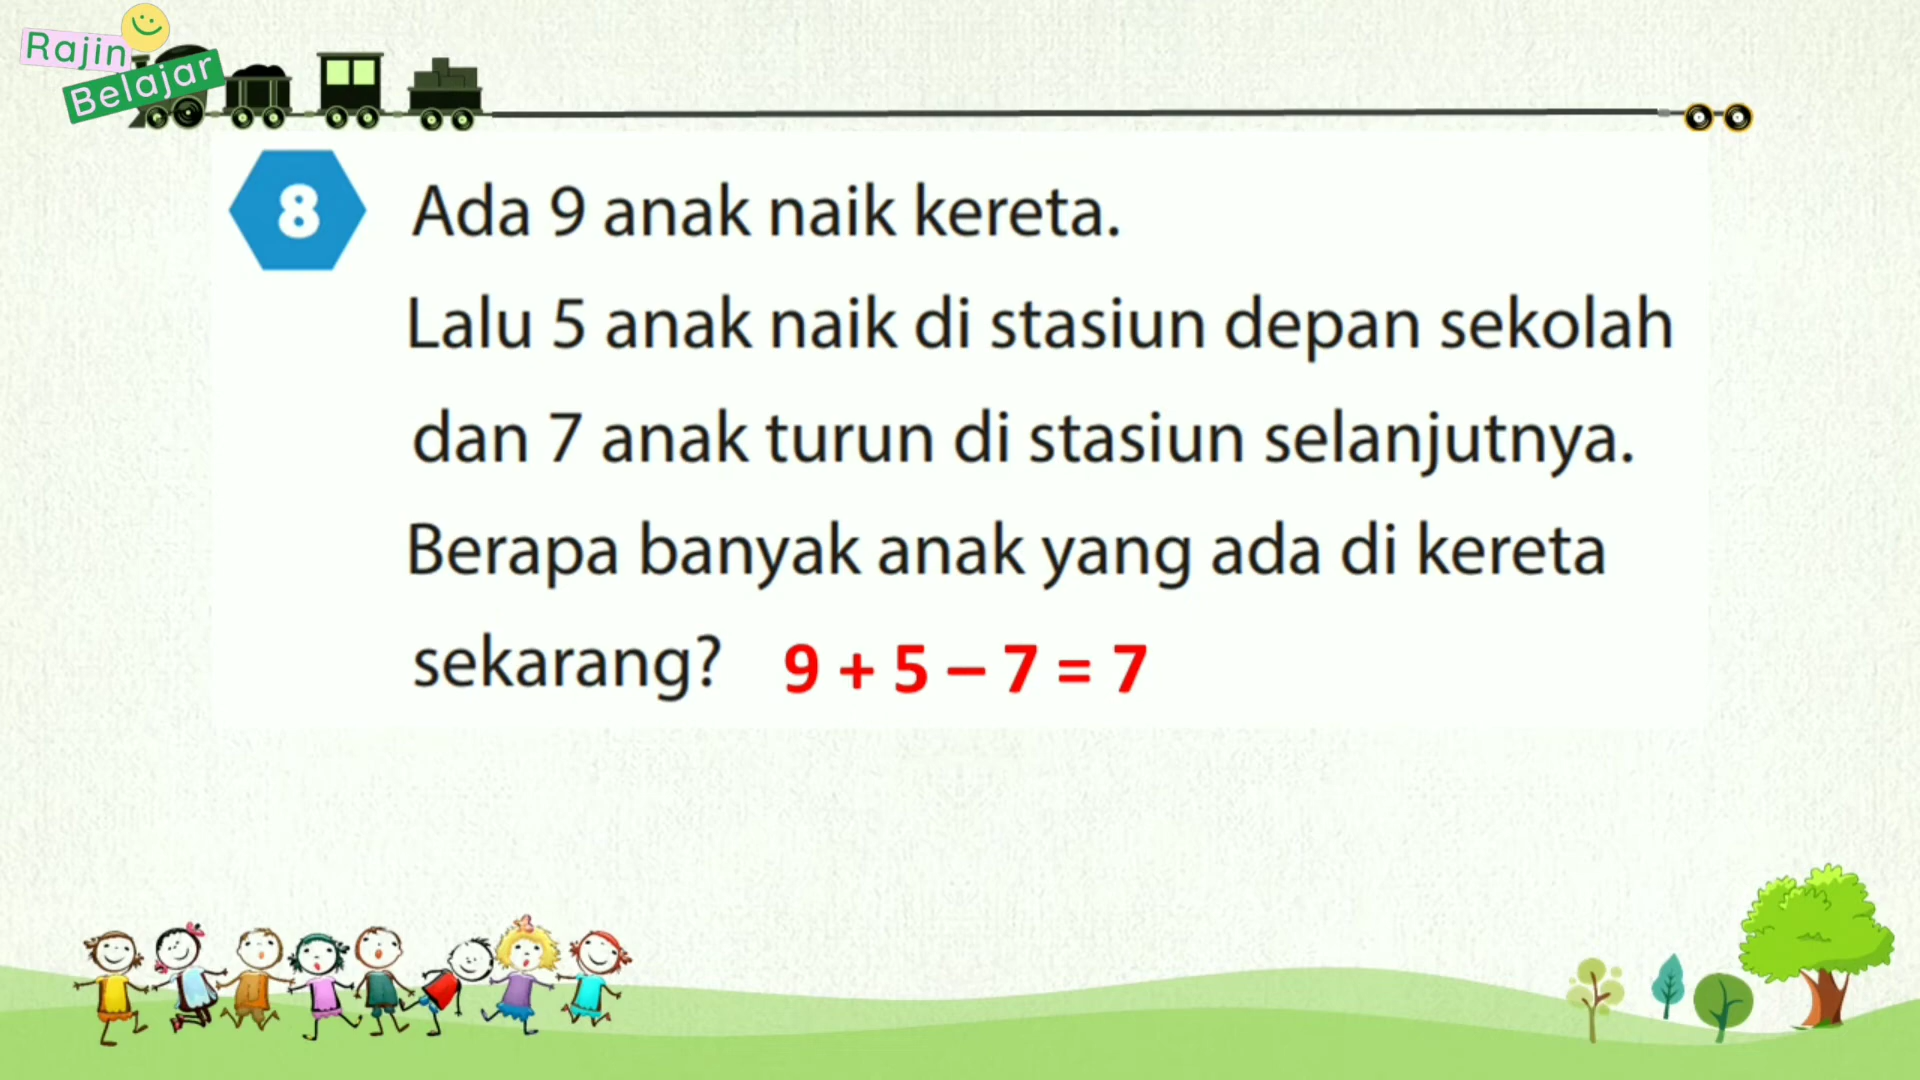 Rajin
Belajar
8 Ada 9 anak naik kereta.
Lalu 5 anak naik di stasiun depan sekolah
dan 7 anak turun di stasiun selanjutnya.
Berapa banyak anak yang ada di kereta
sekarang? 9 + 5 – 7 = 7